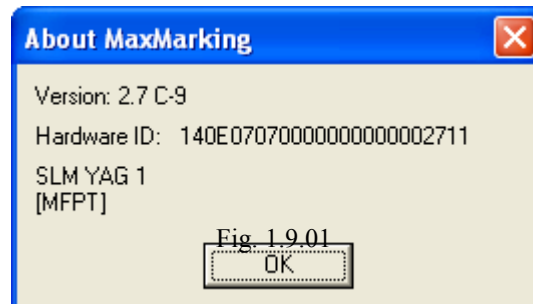 About MaxMarking
Version: 2.7 C-9
Hardware ID: 140E07070000000000002711
SLM YAG 1
[MFPT]
Fig. 1.9.01
OK